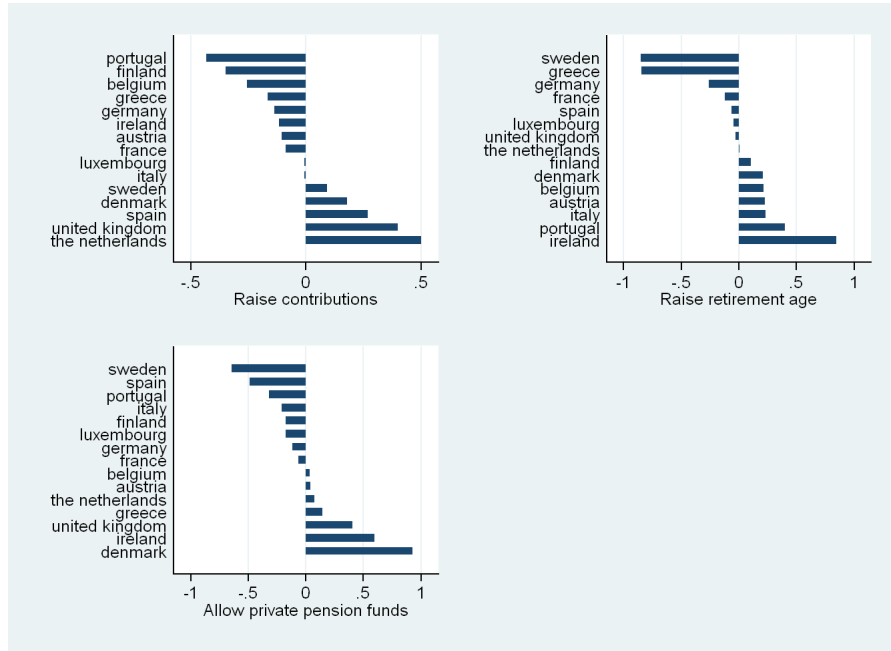 portugal
finland
belgium
greece
germany
ireland
austria
france
luxembourg
italy
sweden
denmark
spain
united kingdom
the netherlands
-.5 0 .5
Raise contributions
sweden
greece
germany
france
spain
luxembourg
united kingdom
the netherlands
finland
denmark
belgium
austria
italy
portugal
ireland
-1 -.5 0 .5 1
Raise retirement age
sweden
spain
portugal
italy
finland
luxembourg
germany
france
belgium
austria
the netherlands
greece
united kingdom
ireland
denmark
-1 -.5 0 .5 1
Allow private pension funds